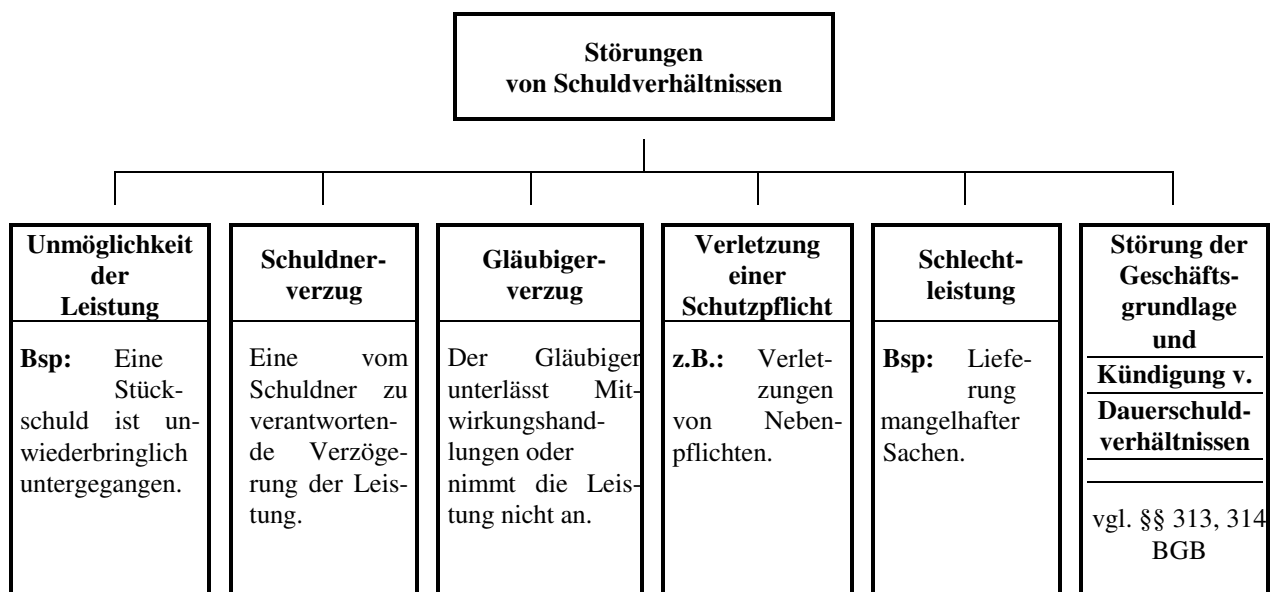 Störungen
von Schuldverhältnissen
Unmöglichkeit
der
Leistung
Bsp: Eine
Stück-
schuld ist un-
wiederbringlich
untergegangen.
Schuldner-
verzug
Eine vom
Schuldner zu
verantworten-
de Verzöge-
rung der Leis-
tung.
Gläubiger-
verzug
Der Gläubiger
unterlässt Mit-
wirkungshand-
lungen oder
nimmt die Leis-
tung nicht an.
Verletzung
einer
Schutzpflicht
z.B.: Verlet-
zungen
von Neben-
pflichten.
Schlecht-
leistung
Bsp: Liefe-
rung
mangelhafter
Sachen.
Störung der
Geschäfts-
grundlage
und
Kündigung v.
Dauerschuld-
verhältnissen
vgl. §§ 313, 314
BGB